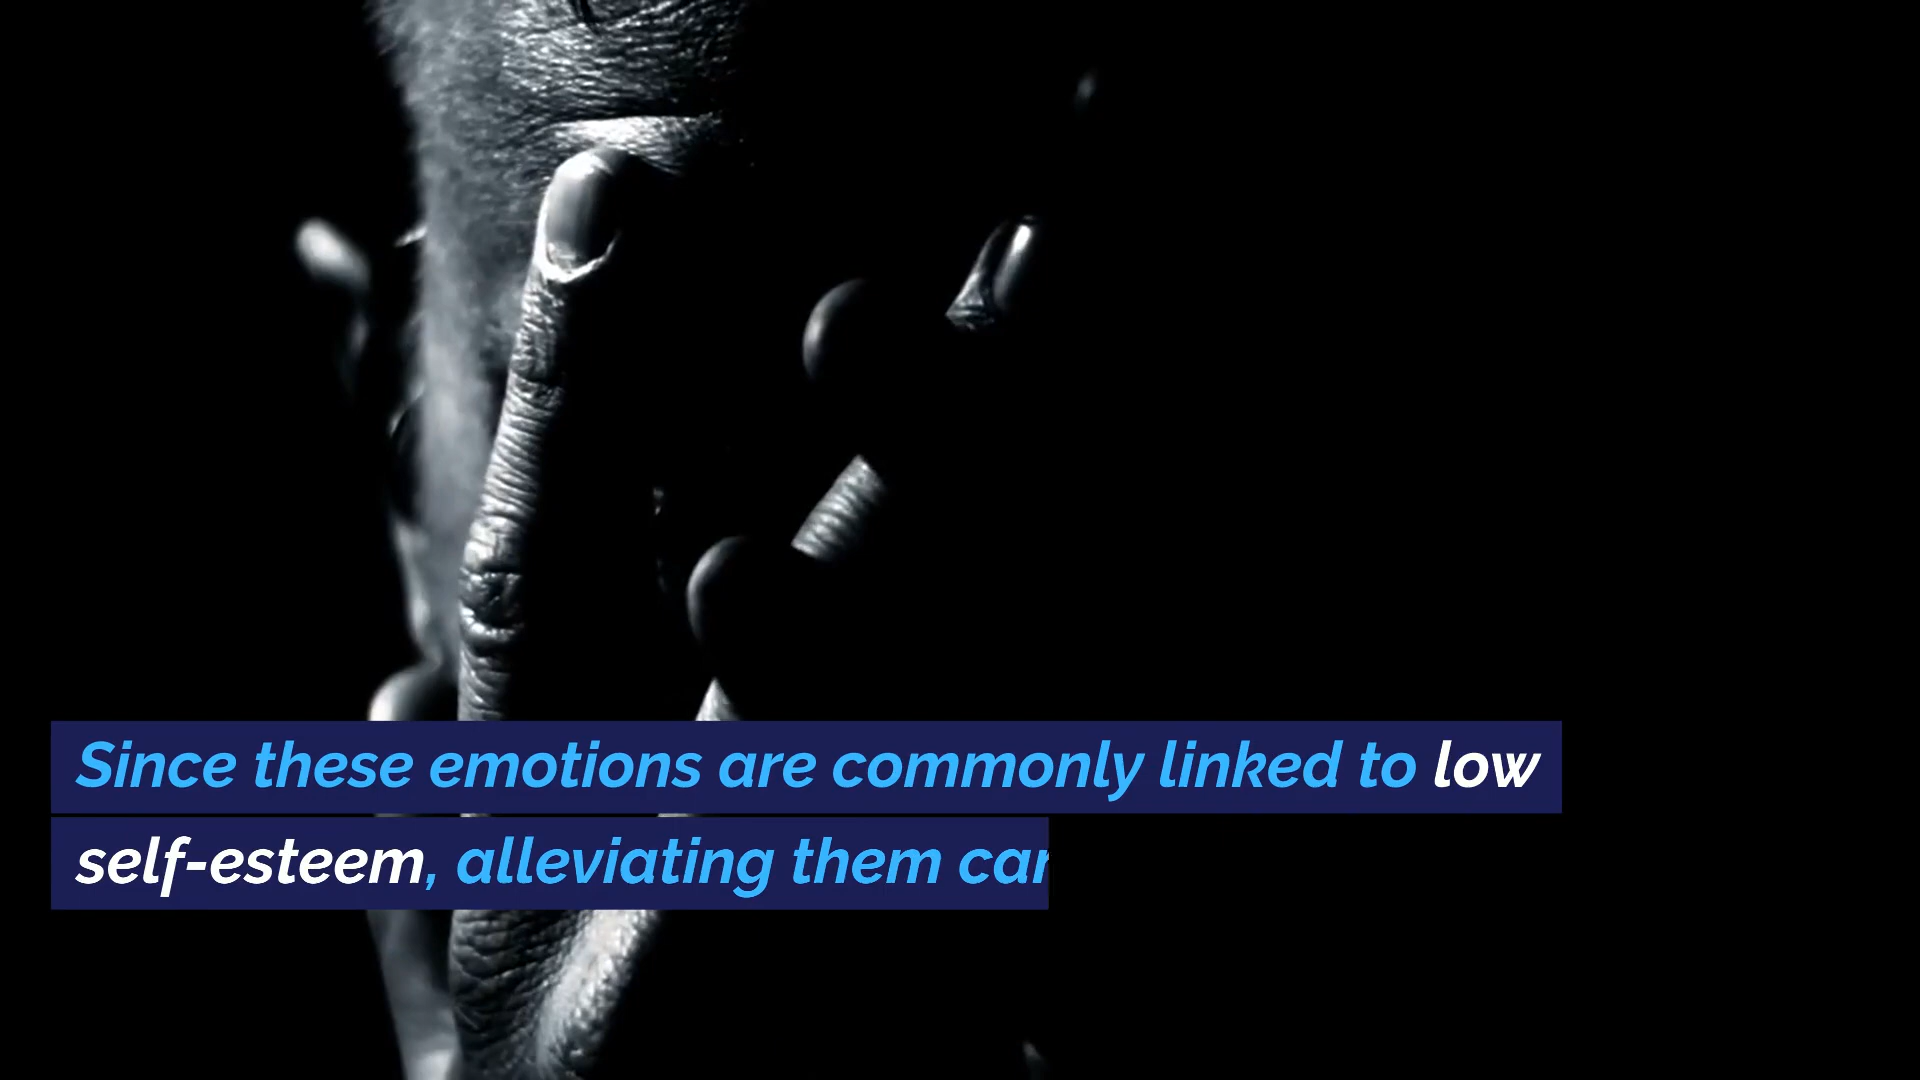 Since these emotions are commonly linked to low
self-esteem, alleviating them